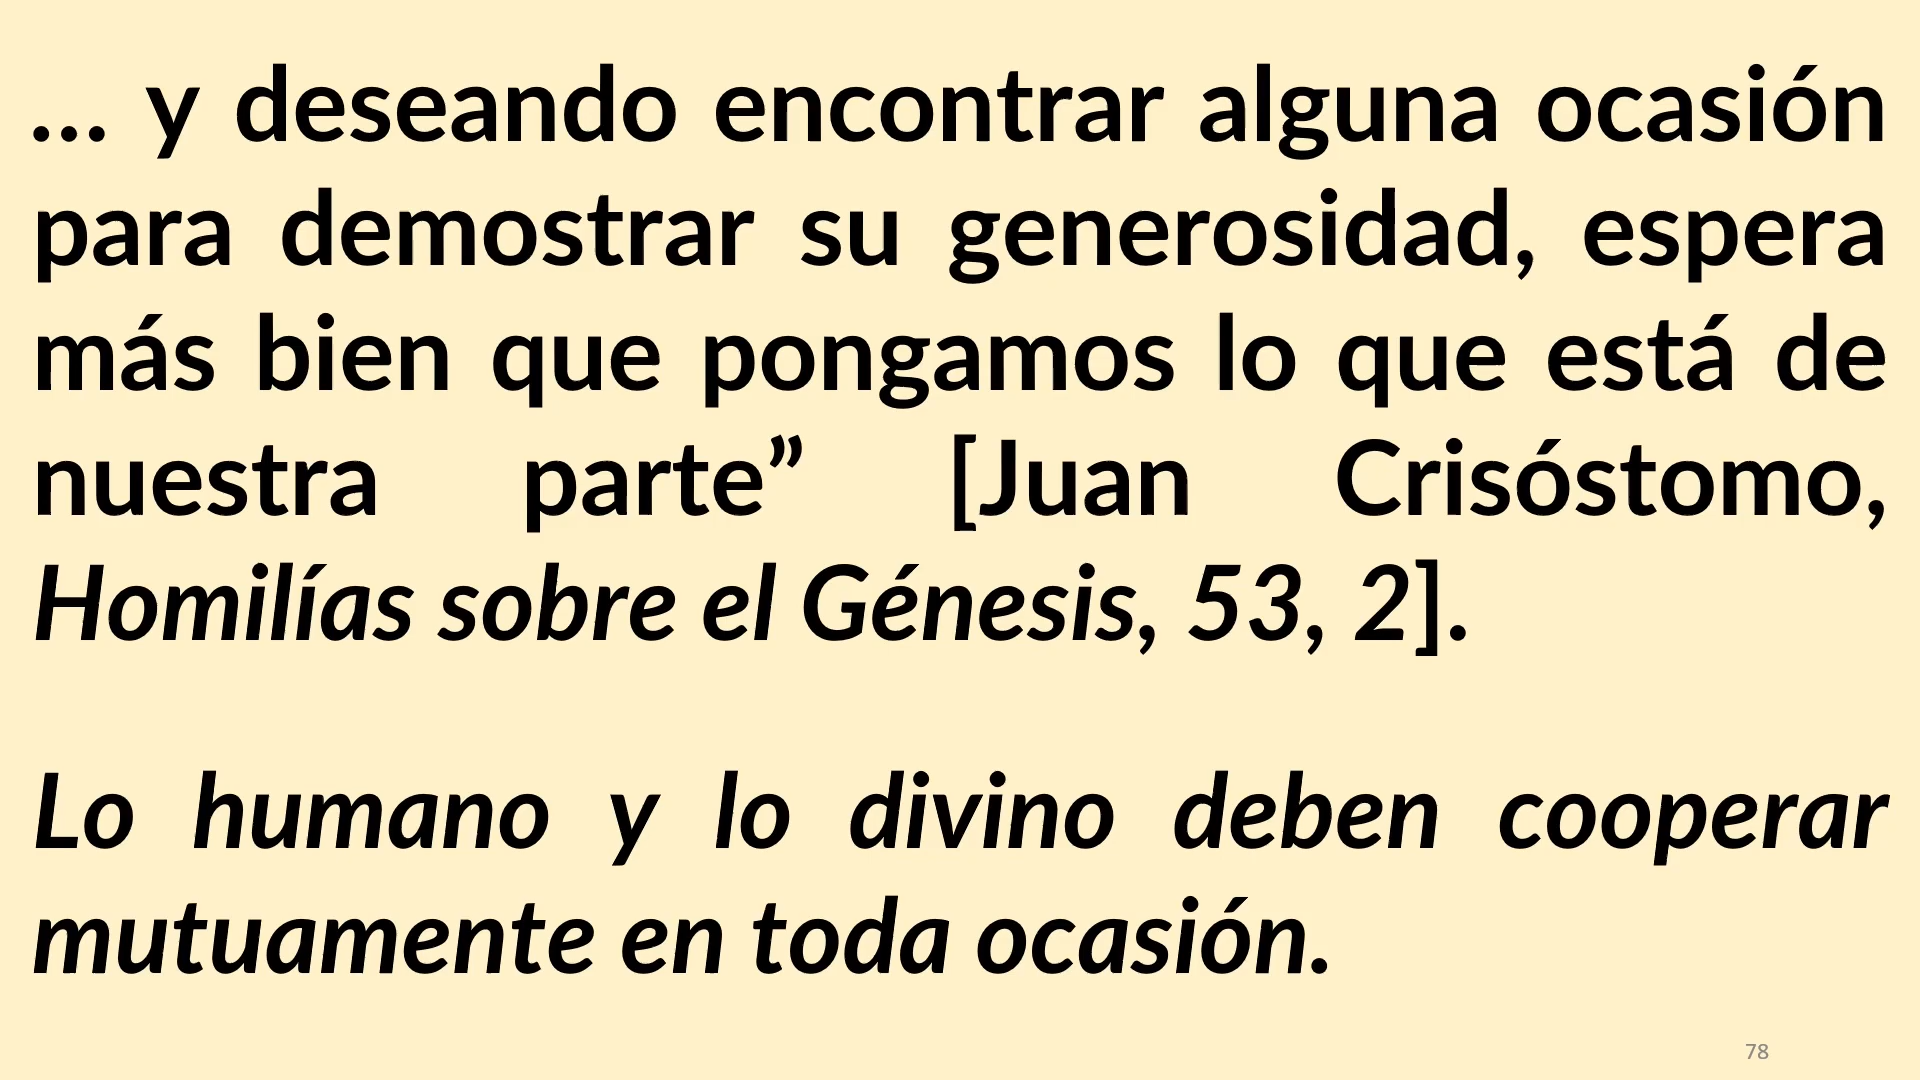 … y deseando encontrar alguna ocasión
para demostrar su generosidad, espera
más bien que pongamos lo que está de
nuestra parte” [Juan Crisóstomo,
Homilías sobre el Génesis, 53, 2].
Lo humano y lo divino deben cooperar
mutuamente en toda ocasión.
78